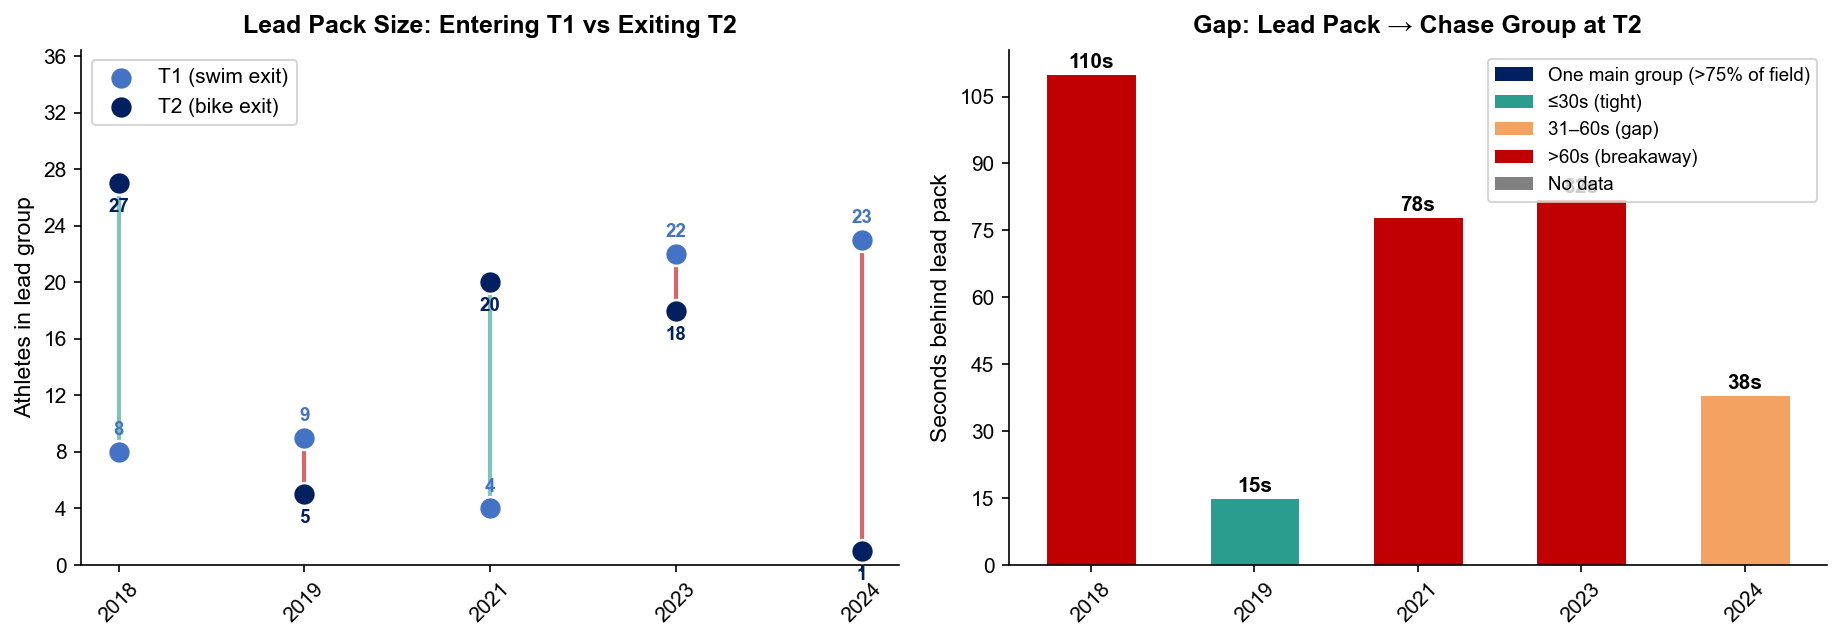 Lead Pack Size: Entering T1 vs Exiting T2
T1 (swim exit)
T2 (bike exit)
Athletes in lead group
36
32
28
24
20
16
12
8
4
0
27
8
9
5
20
4
22
18
23
1
2018
2019
2021
2023
2024
Gap: Lead Pack → Chase Group at T2
One main group (>75% of field)
≤30s (tight)
31–60s (gap)
>60s (breakaway)
No data
Seconds behind lead pack
105
90
75
60
45
30
15
0
110s
15s
78s
38s
2018
2019
2021
2023
2024